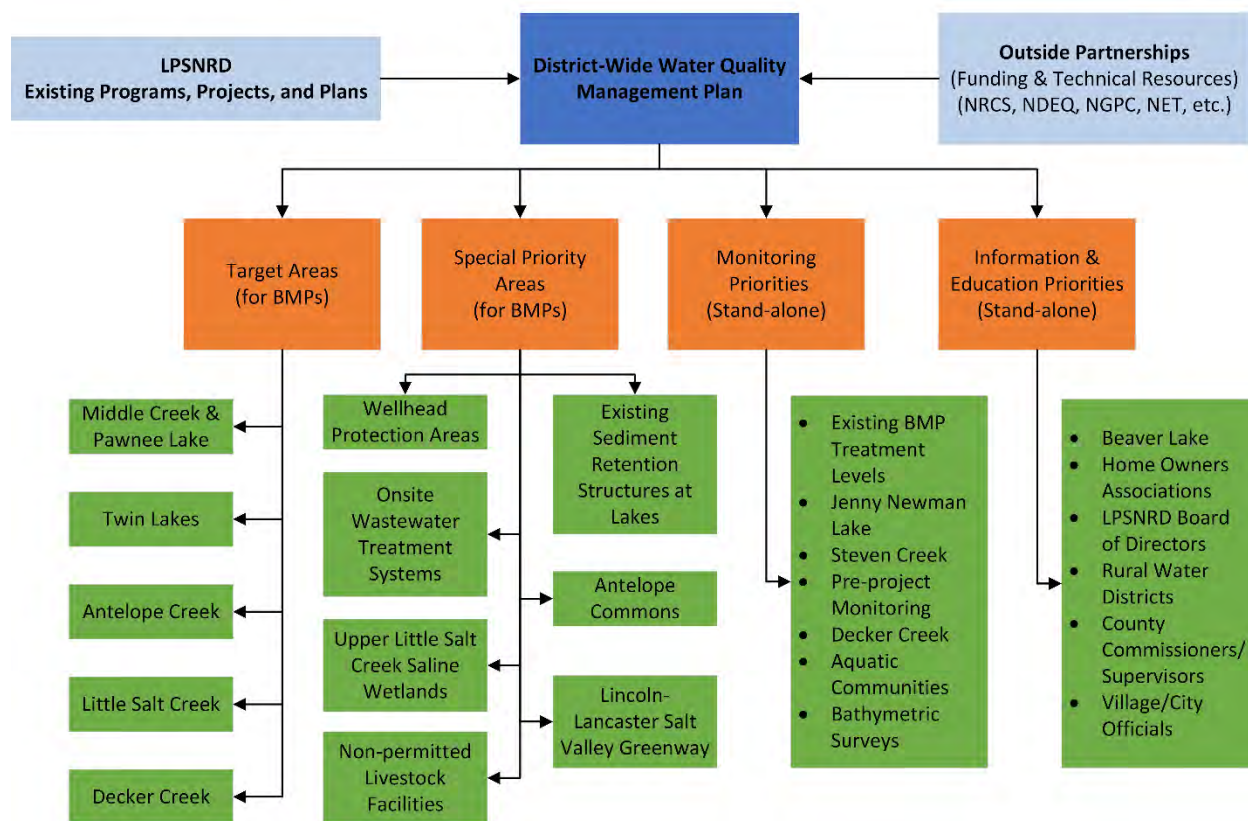 LPSNRD
Existing Programs, Projects, and Plans
District-Wide Water Quality
Management Plan
Outside Partnerships
(Funding & Technical Resources)
(NRCS, NDEQ, NGPC, NET, etc.)
Target Areas
(for BMPs)
Special Priority
Areas
(for BMPs)
Monitoring
Priorities
(Stand-alone)
Information &
Education Priorities
(Stand-alone)
Middle Creek &
Pawnee Lake
Twin Lakes
Antelope Creek
Little Salt Creek
Decker Creek
Wellhead
Protection Areas
Onsite
Wastewater
Treatment
Systems
Upper Little Salt
Creek Saline
Wetlands
Non-permitted
Livestock
Facilities
Existing
Sediment
Retention
Structures at
Lakes
Antelope
Commons
Lincoln-
Lancaster Salt
Valley Greenway
• Existing BMP
Treatment
Levels
• Jenny Newman
Lake
• Steven Creek
• Pre-project
Monitoring
• Decker Creek
• Aquatic
Communities
• Bathymetric
Surveys
• Beaver Lake
• Home Owners
Associations
• LPSNRD Board
of Directors
• Rural Water
Districts
• County
Commissioners/
Supervisors
• Village/City
Officials